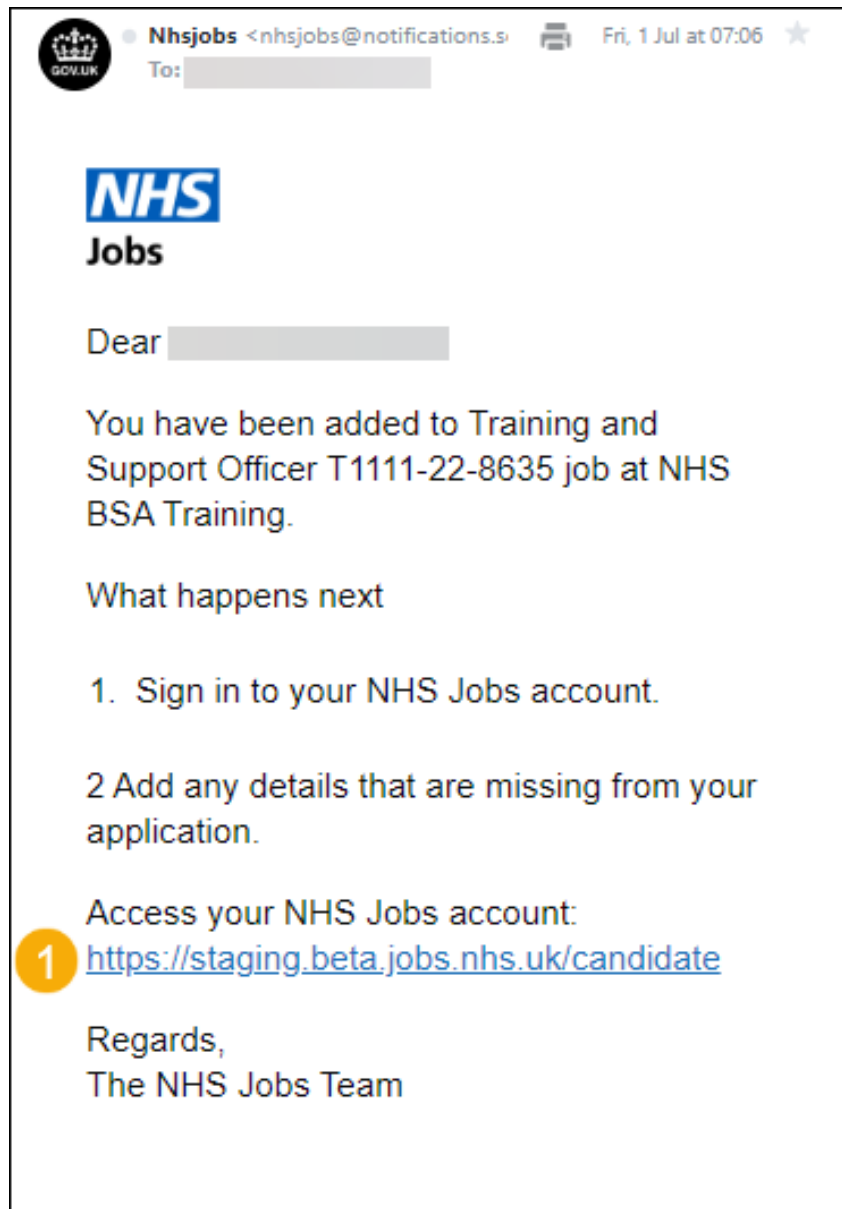 Nhsjobs <nhsjobs@notifications.s Fri, 1 Jul at 07:06
GOV.UK
To:
NHS
Jobs
Dear
You have been added to Training and
Support Officer T1111-22-8635 job at NHS
BSA Training.
What happens next
1. Sign in to your NHS Jobs account.
2 Add any details that are missing from your
application.
Access your NHS Jobs account:
1 https://staging.beta.jobs.nhs.uk/candidate
Regards,
The NHS Jobs Team